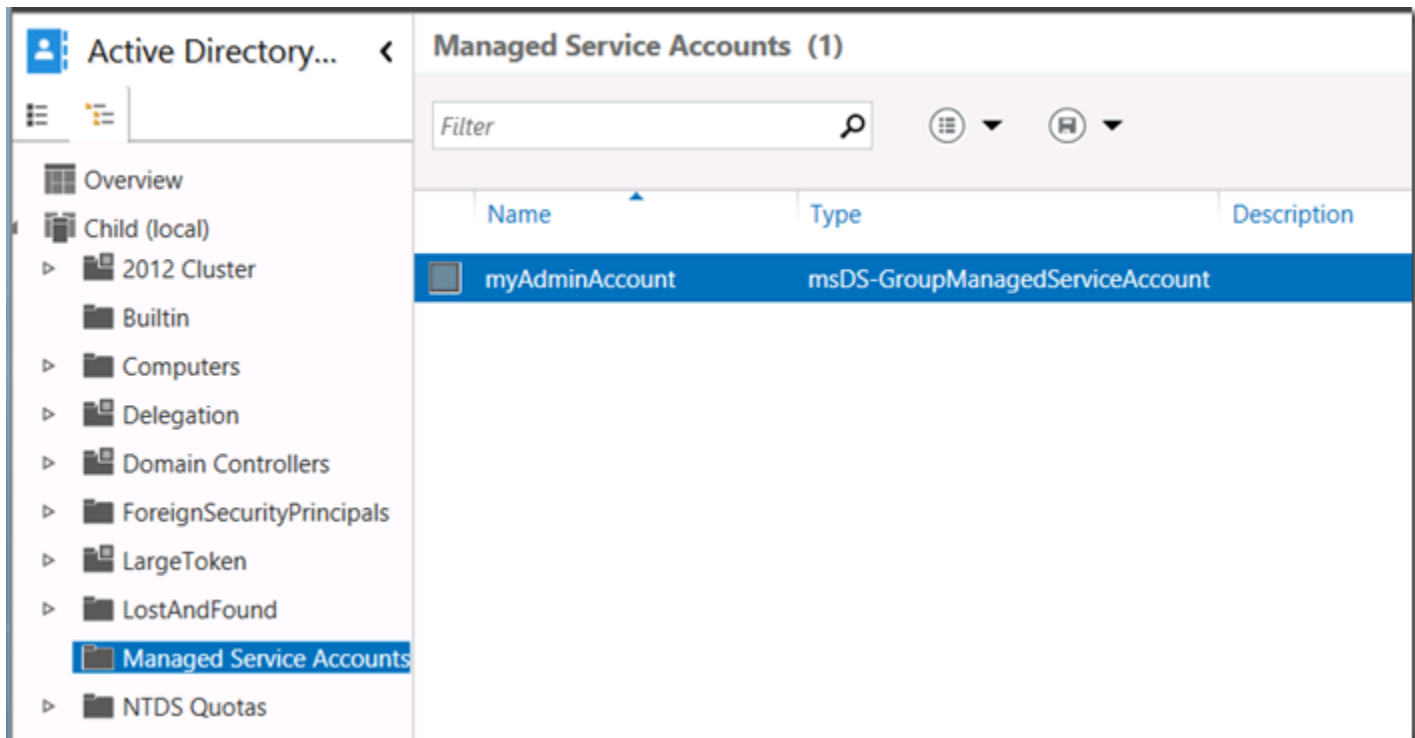 Active Directory...
Overview
Child (local)
2012 Cluster
Builtin
Computers
Delegation
Domain Controllers
ForeignSecurityPrincipals
LargeToken
LostAndFound
Managed Service Accounts
NTDS Quotas
Managed Service Accounts (1)
Filter
Name Type Description
myAdminAccount msDS-GroupManagedServiceAccount